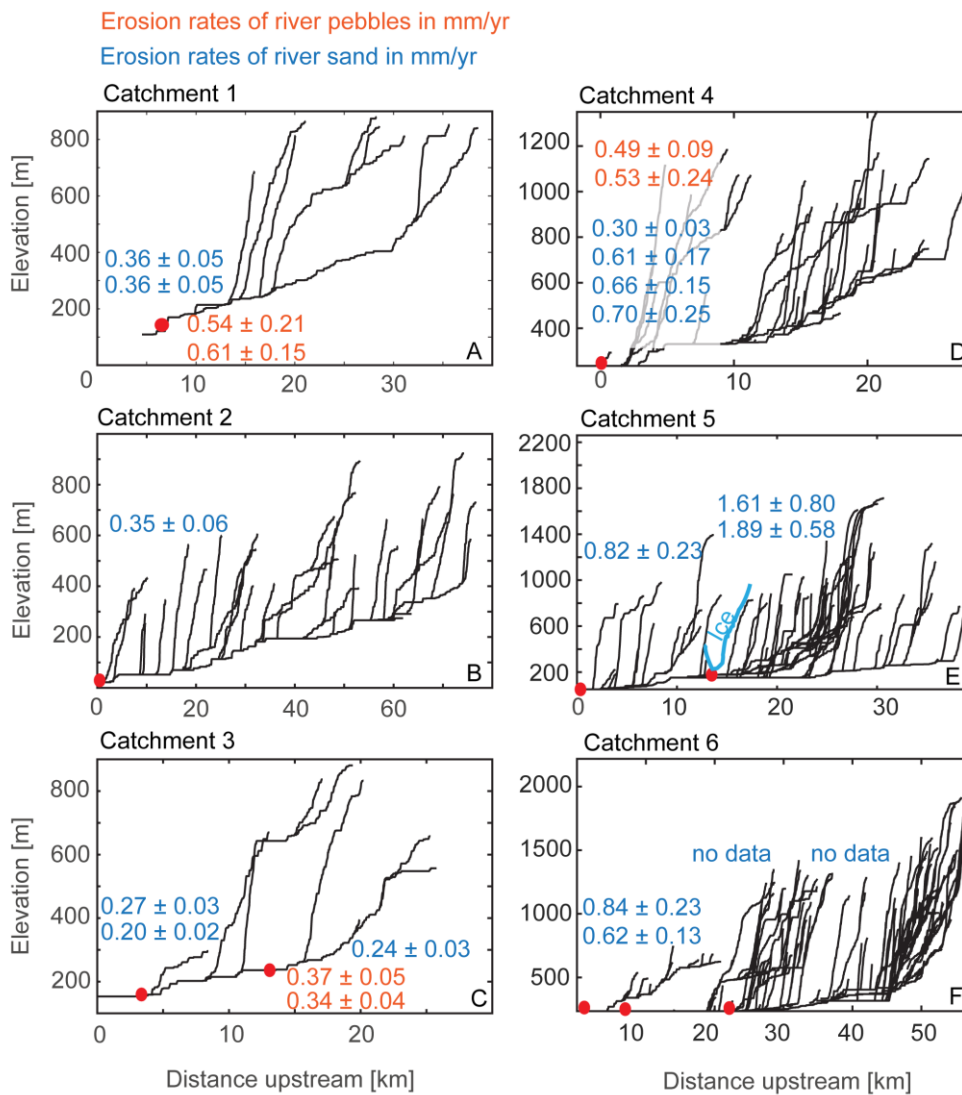 Erosion rates of river pebbles in mm/yr
Erosion rates of river sand in mm/yr
Catchment 1
Elevation [m]
800
600
400
200
0
0.36 ± 0.05
0.36 ± 0.05
0.54 ± 0.21
0.61 ± 0.15
A
0
10
20
30
Catchment 2
Elevation [m]
800
600
400
200
0
0.35 ± 0.06
B
0
20
40
60
Catchment 3
Elevation [m]
800
600
400
200
0
0.27 ± 0.03
0.20 ± 0.02
0.24 ± 0.03
0.37 ± 0.05
0.34 ± 0.04
C
0
10
20
Distance upstream [km]
Catchment 4
1200
1000
800
600
400
0.49 ± 0.09
0.53 ± 0.24
0.30 ± 0.03
0.61 ± 0.17
0.66 ± 0.15
0.70 ± 0.25
D
0
10
20
Catchment 5
2200
1800
1400
1000
600
200
1.61 ± 0.80
1.89 ± 0.58
0.82 ± 0.23
Ice
E
0
10
20
30
Catchment 6
2000
1500
1000
500
no data
no data
0.84 ± 0.23
0.62 ± 0.13
F
0
10
20
30
40
50
Distance upstream [km]